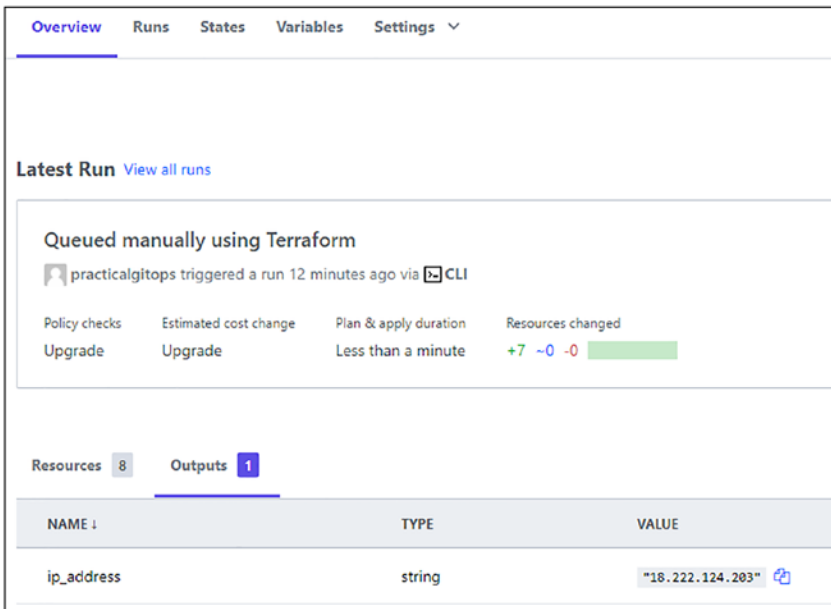 Overview Runs States Variables Settings
Latest Run View all runs
Queued manually using Terraform
practicalgitops triggered a run 12 minutes ago via CLI
Policy checks Estimated cost change Plan & apply duration Resources changed
Upgrade Upgrade Less than a minute +7 ~0 -0
Resources 8 Outputs 1
NAME ↓ TYPE VALUE
ip_address string "18.222.124.203"